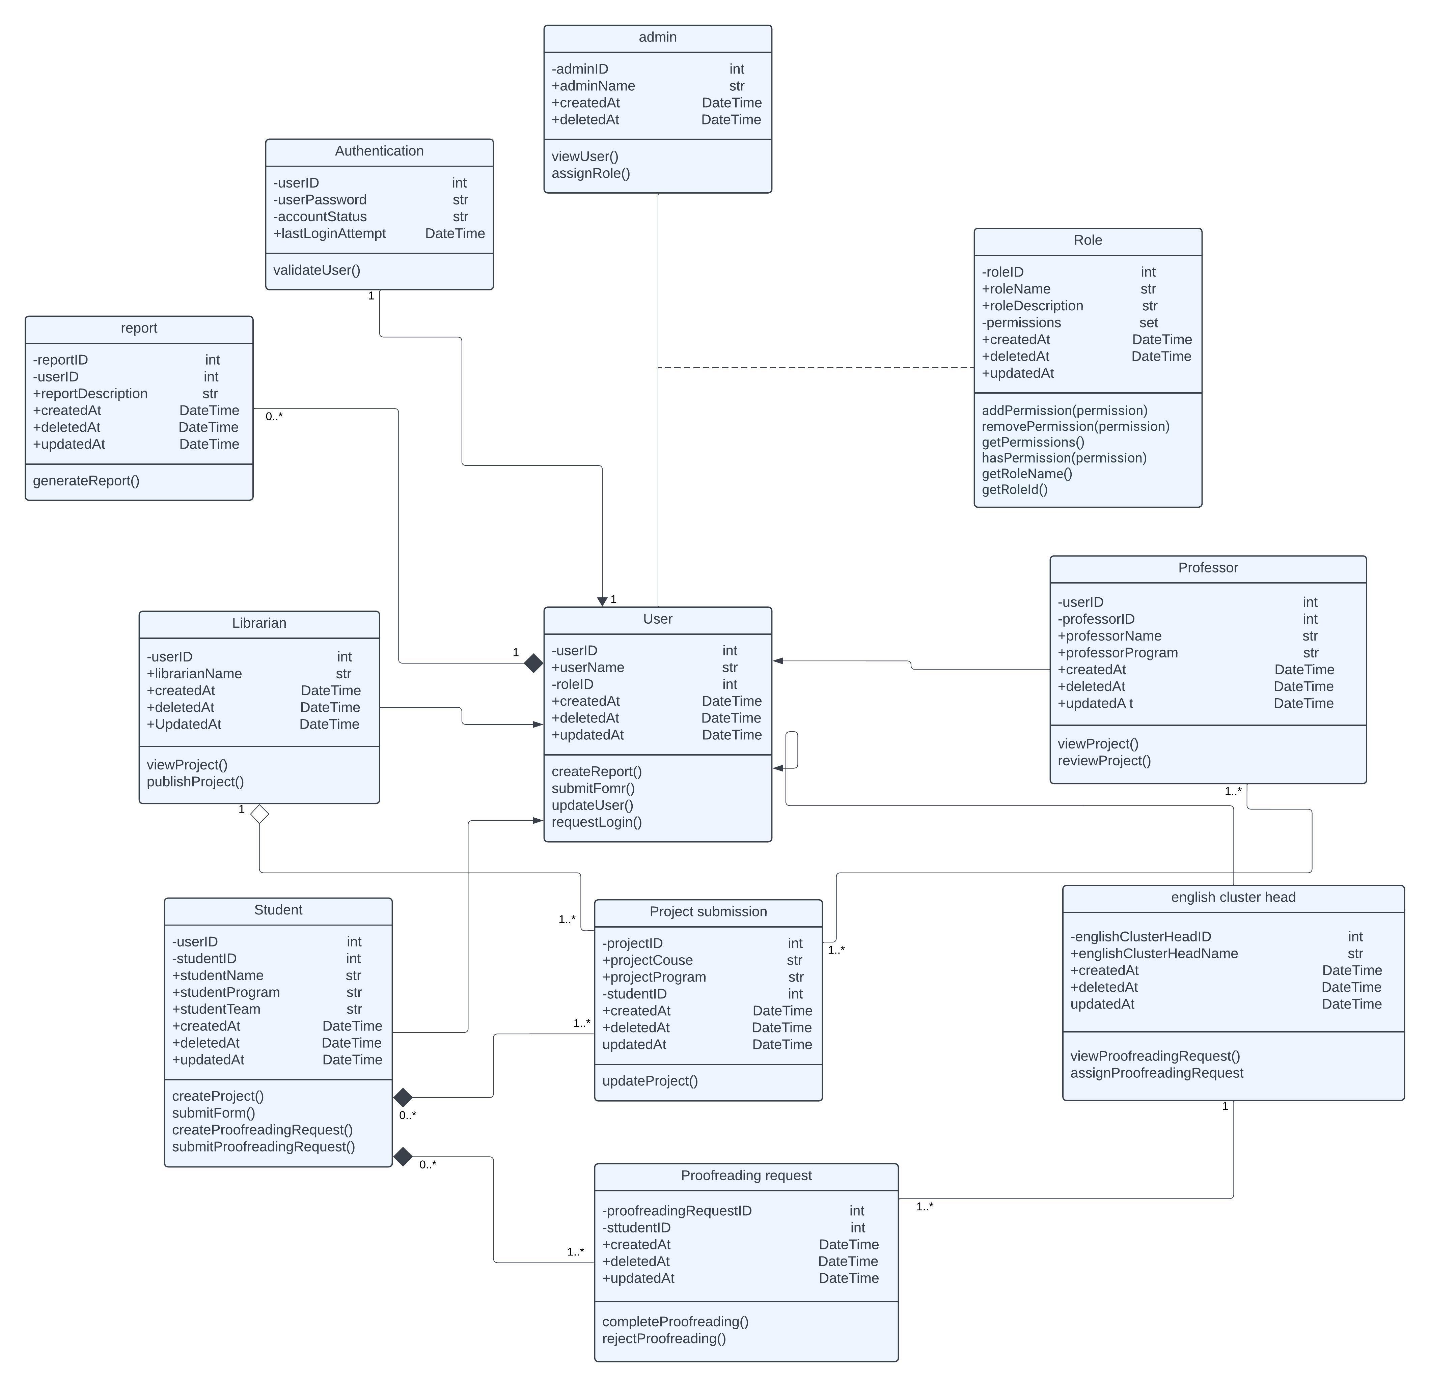 admin
-adminID int
+adminName str
+createdAt DateTime
+deletedAt DateTime
viewUser()
assignRole()
Authentication
-userID int
-userPassword str
-accountStatus str
+lastLoginAttempt DateTime
validateUser()
1
Role
-roleID int
+roleName str
+roleDescription str
-permissions set
+createdAt DateTime
+deletedAt DateTime
+updatedAt
addPermission(permission)
removePermission(permission)
getPermissions()
hasPermission(permission)
getRoleName()
getRoleId()
report
-reportID int
-userID int
+reportDescription str
+createdAt DateTime
+deletedAt DateTime
+updatedAt DateTime
generateReport()
0..*
1
1
User
-userID int
+userName str
-roleID int
+createdAt DateTime
+deletedAt DateTime
+updatedAt DateTime
createReport()
submitFomr()
updateUser()
requestLogin()
Professor
-userID int
-professorID int
+professorName str
+professorProgram str
+createdAt DateTime
+deletedAt DateTime
+updatedA t DateTime
viewProject()
reviewProject()
1..*
Librarian
-userID int
+librarianName str
+createdAt DateTime
+deletedAt DateTime
+UpdatedAt DateTime
viewProject()
publishProject()
1
Student
-userID int
-studentID int
+studentName str
+studentProgram str
+studentTeam str
+createdAt DateTime
+deletedAt DateTime
+updatedAt DateTime
createProject()
submitForm()
createProofreadingRequest()
submitProofreadingRequest()
0..*
0..*
1..*
1..*
1..*
Project submission
-projectID int
+projectCouse str
+projectProgram str
-studentID int
+createdAt DateTime
+deletedAt DateTime
updatedAt DateTime
updateProject()
english cluster head
-englishClusterHeadID int
+englishClusterHeadName str
+createdAt DateTime
+deletedAt DateTime
updatedAt DateTime
viewProofreadingRequest()
assignProofreadingRequest
1
1..*
1..*
Proofreading request
-proofreadingRequestID int
-sttudentID int
+createdAt DateTime
+deletedAt DateTime
+updatedAt DateTime
completeProofreading()
rejectProofreading()